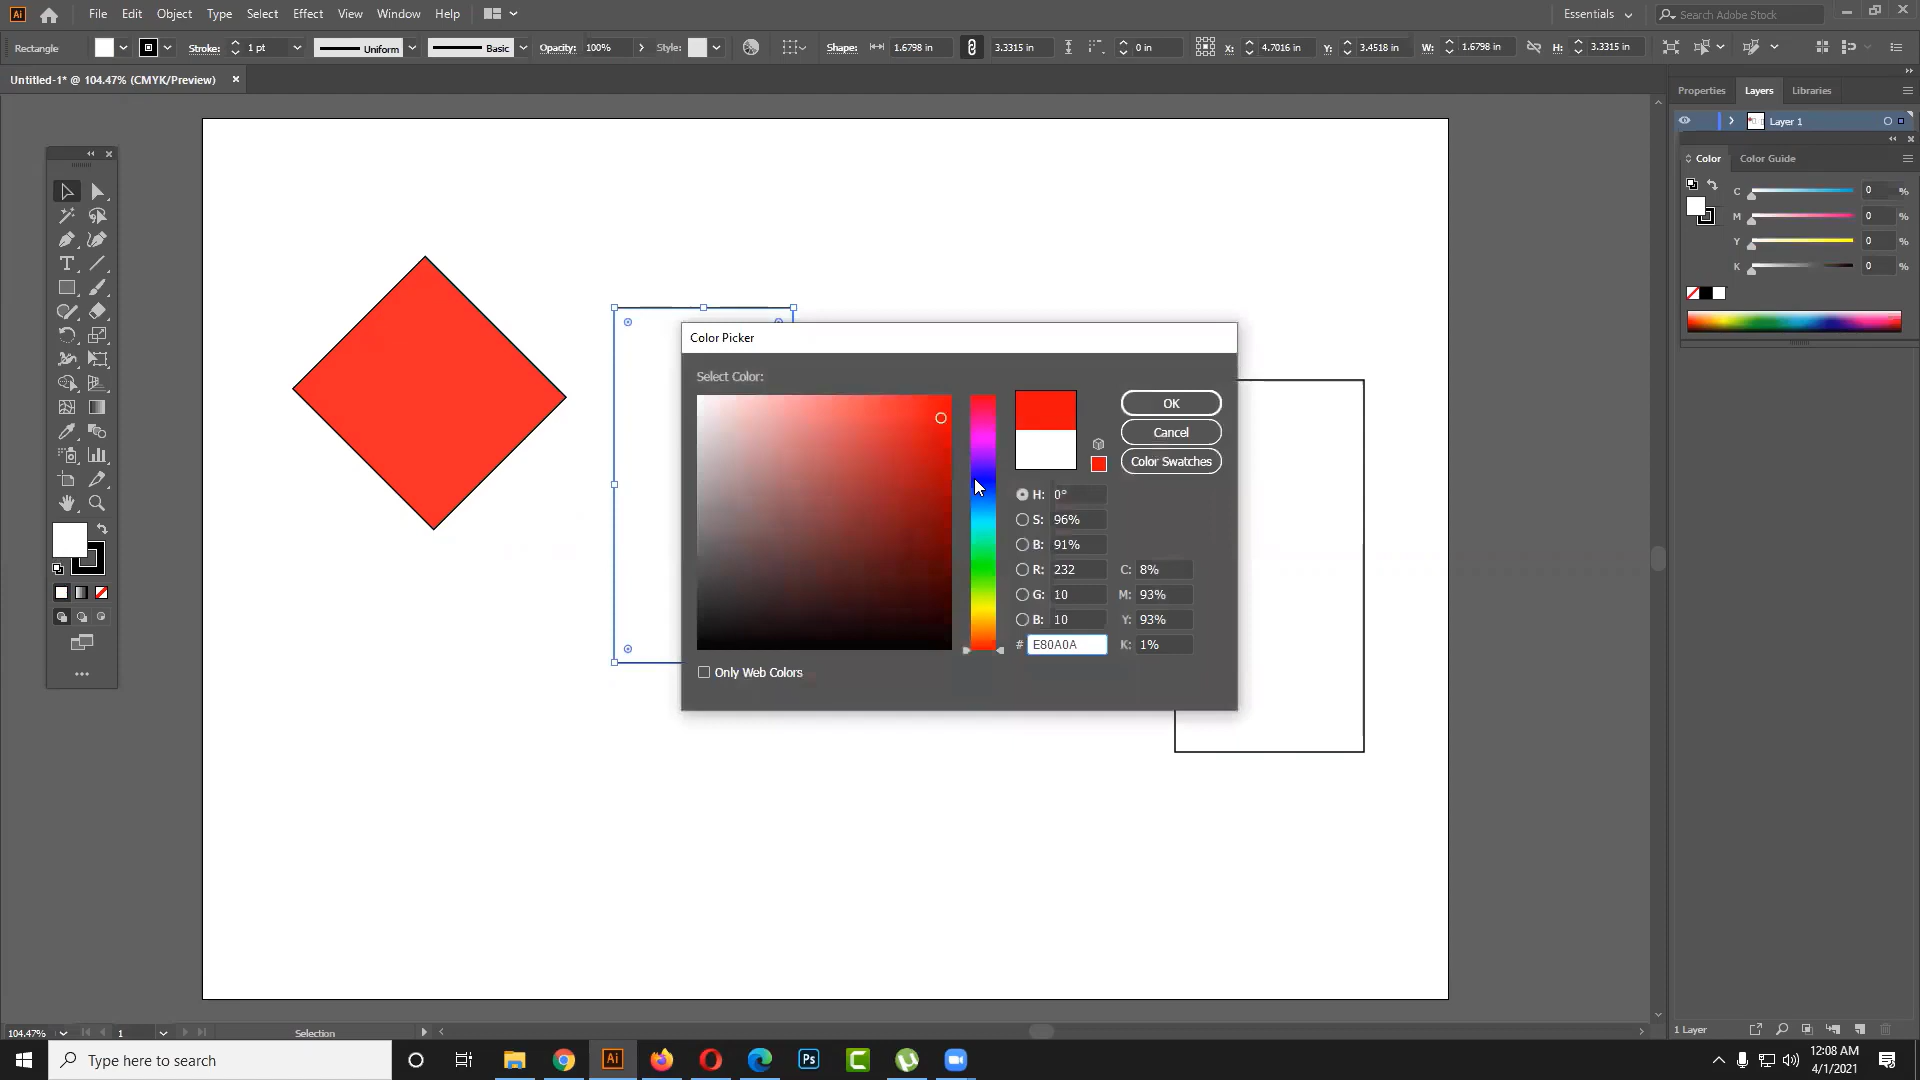 Ai File Edit Object Type Select Effect View Window Help Essentials Search Adobe Stock
Rectangle Stroke: 1 pt Uniform Basic Opacity: 100% Style: Shape: 1.6798 in 3.3315 in 0 in X: 4.7016 in Y: 3.4518 in W: 1.6798 in H: 3.3315 in
Untitled-1* @ 104.47% (CMYK/Preview)
Properties Layers Libraries
Layer 1
Color Color Guide
C 0 %
M 0 %
Y 0 %
K 0 %
Color Picker
Select Color:
OK
Cancel
Color Swatches
H: 0°
S: 96%
B: 91%
R: 232 C: 8%
G: 10 M: 93%
B: 10 Y: 93%
# E80A0A K: 1%
Only Web Colors
104.47% 1 Selection
1 Layer
Type here to search
Ai
Ps
12:08 AM
4/1/2021